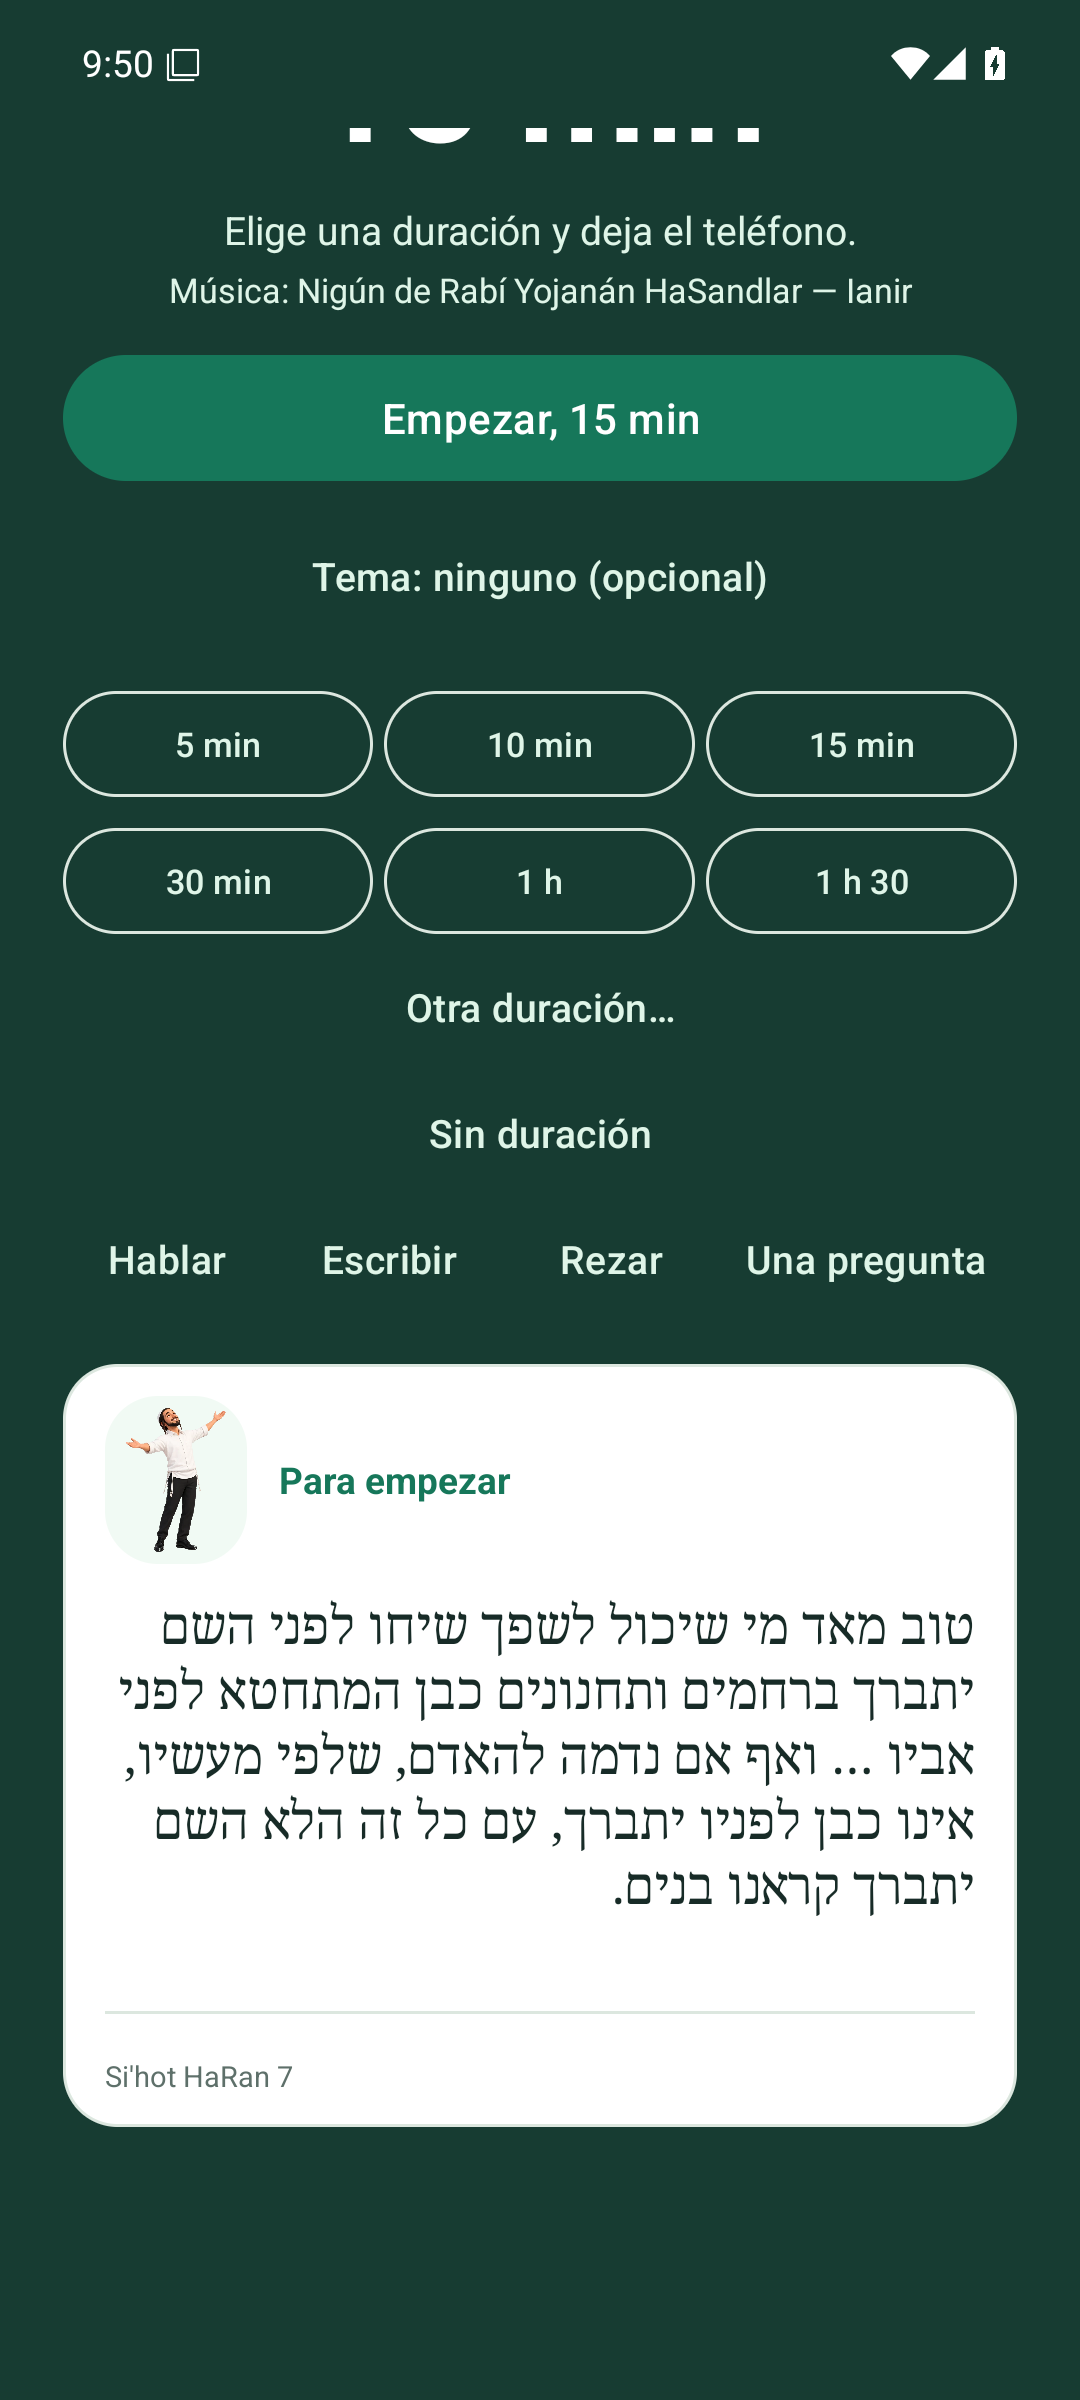 9:50
Elige una duración y deja el teléfono.
Música: Nigún de Rabí Yojanán HaSandlar — Ianir
Empezar, 15 min
Tema: ninguno (opcional)
5 min
10 min
15 min
30 min
1 h
1 h 30
Otra duración…
Sin duración
Hablar
Escribir
Rezar
Una pregunta
Para empezar
טוב מאד מי שיכול לשפך שיחו לפני השם
יתברך ברחמים ותחנונים כבן המתחטא לפני
אביו ... ואף אם נדמה להאדם, שלפי מעשיו,
אינו כבן לפניו יתברך, עם כל זה הלא השם
יתברך קראנו בנים.
Si'hot HaRan 7